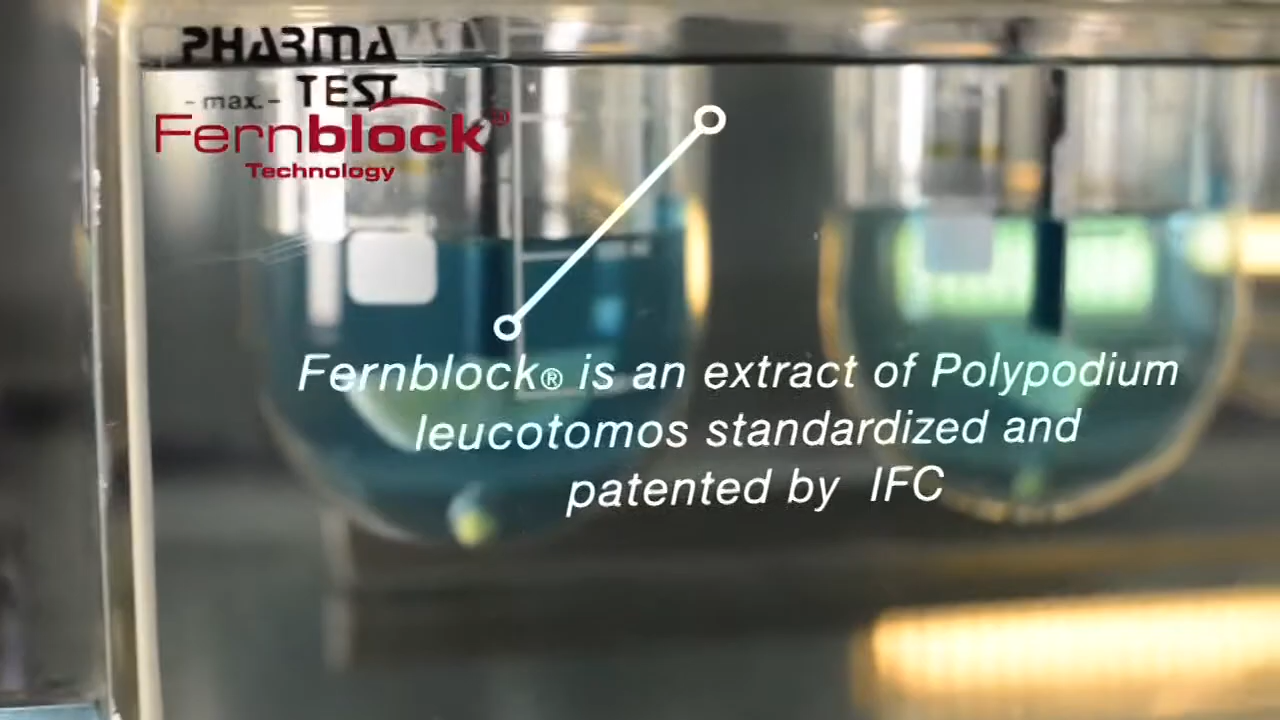 PHARMA
TEST
- max. -
Fernblock®
Technology
Fernblock® is an extract of Polypodium
leucotomos standardized and
patented by IFC